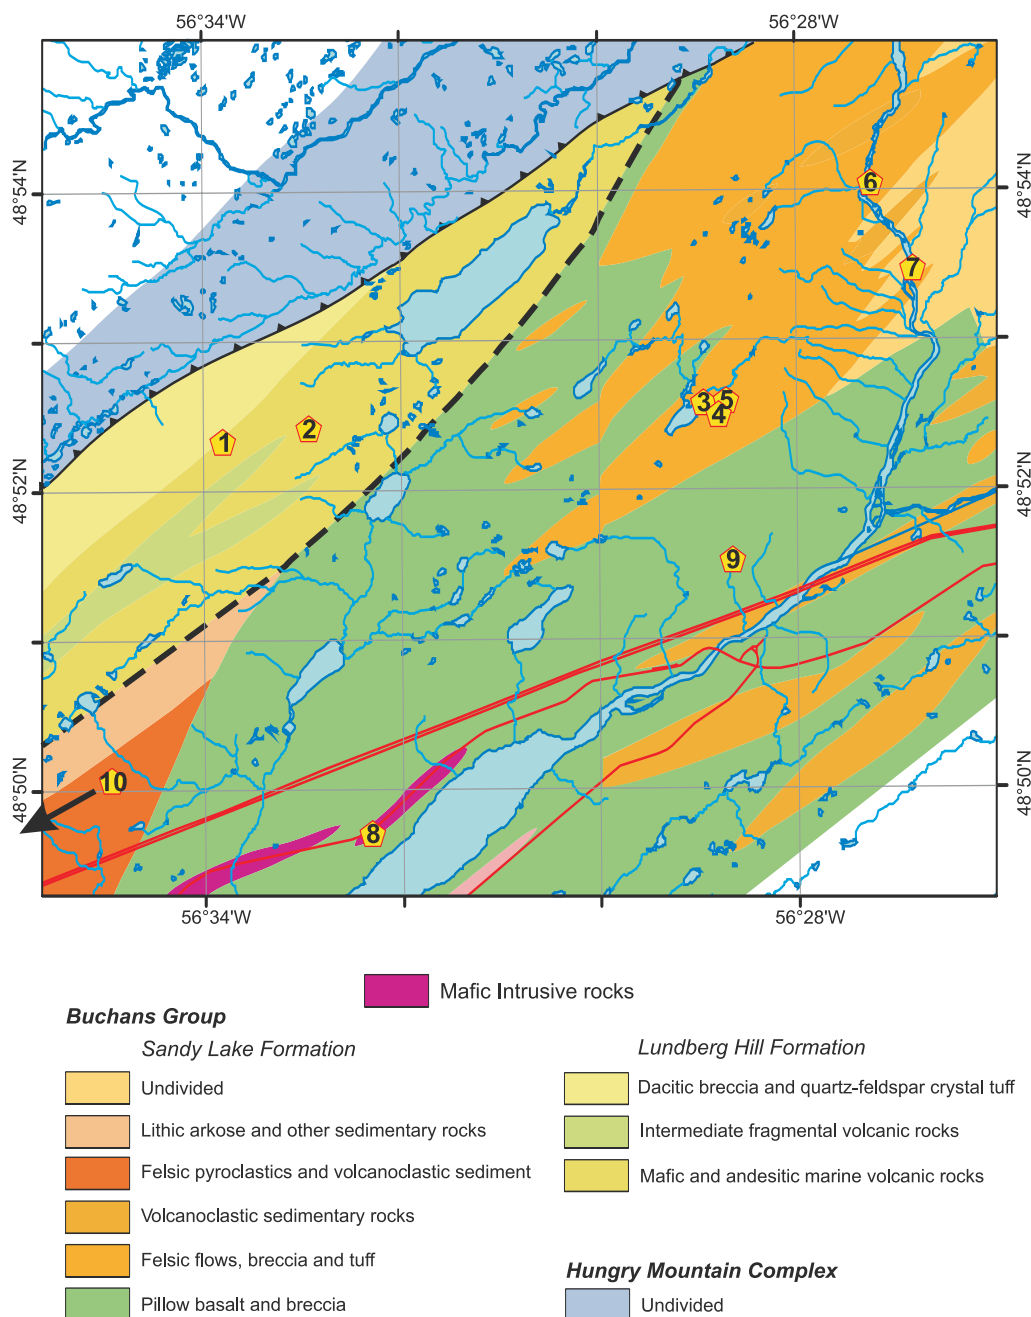 56°34'W 56°28'W
48°54'N 48°54'N
6
7
1 2 3 5
4
48°52'N 48°52'N
9
10
48°50'N 48°50'N
8
56°34'W 56°28'W
Mafic Intrusive rocks
Buchans Group
Sandy Lake Formation
Undivided
Lithic arkose and other sedimentary rocks
Felsic pyroclastics and volcanoclastic sediment
Volcanoclastic sedimentary rocks
Felsic flows, breccia and tuff
Pillow basalt and breccia
Lundberg Hill Formation
Dacitic breccia and quartz-feldspar crystal tuff
Intermediate fragmental volcanic rocks
Mafic and andesitic marine volcanic rocks
Hungry Mountain Complex
Undivided